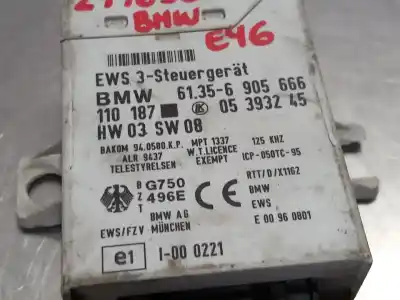 BMW
E46
EWS 3-Steuergerät
BMW 61.35-6 905 666
110 187 05 3932 45
HW 03 SW 08
BAKOM 94.0580.K.P. MPT 1337 125 KHZ
ALR 9437 W.T.LICENCE ICP-050TC-95
TELESTYRELSEN EXEMPT
RTT/D/X1162
B Z T G750 496E CE BMW
EWS
BMW AG
EWS/FZV MÜNCHEN E 00 96 0801
e1 I-00 0221